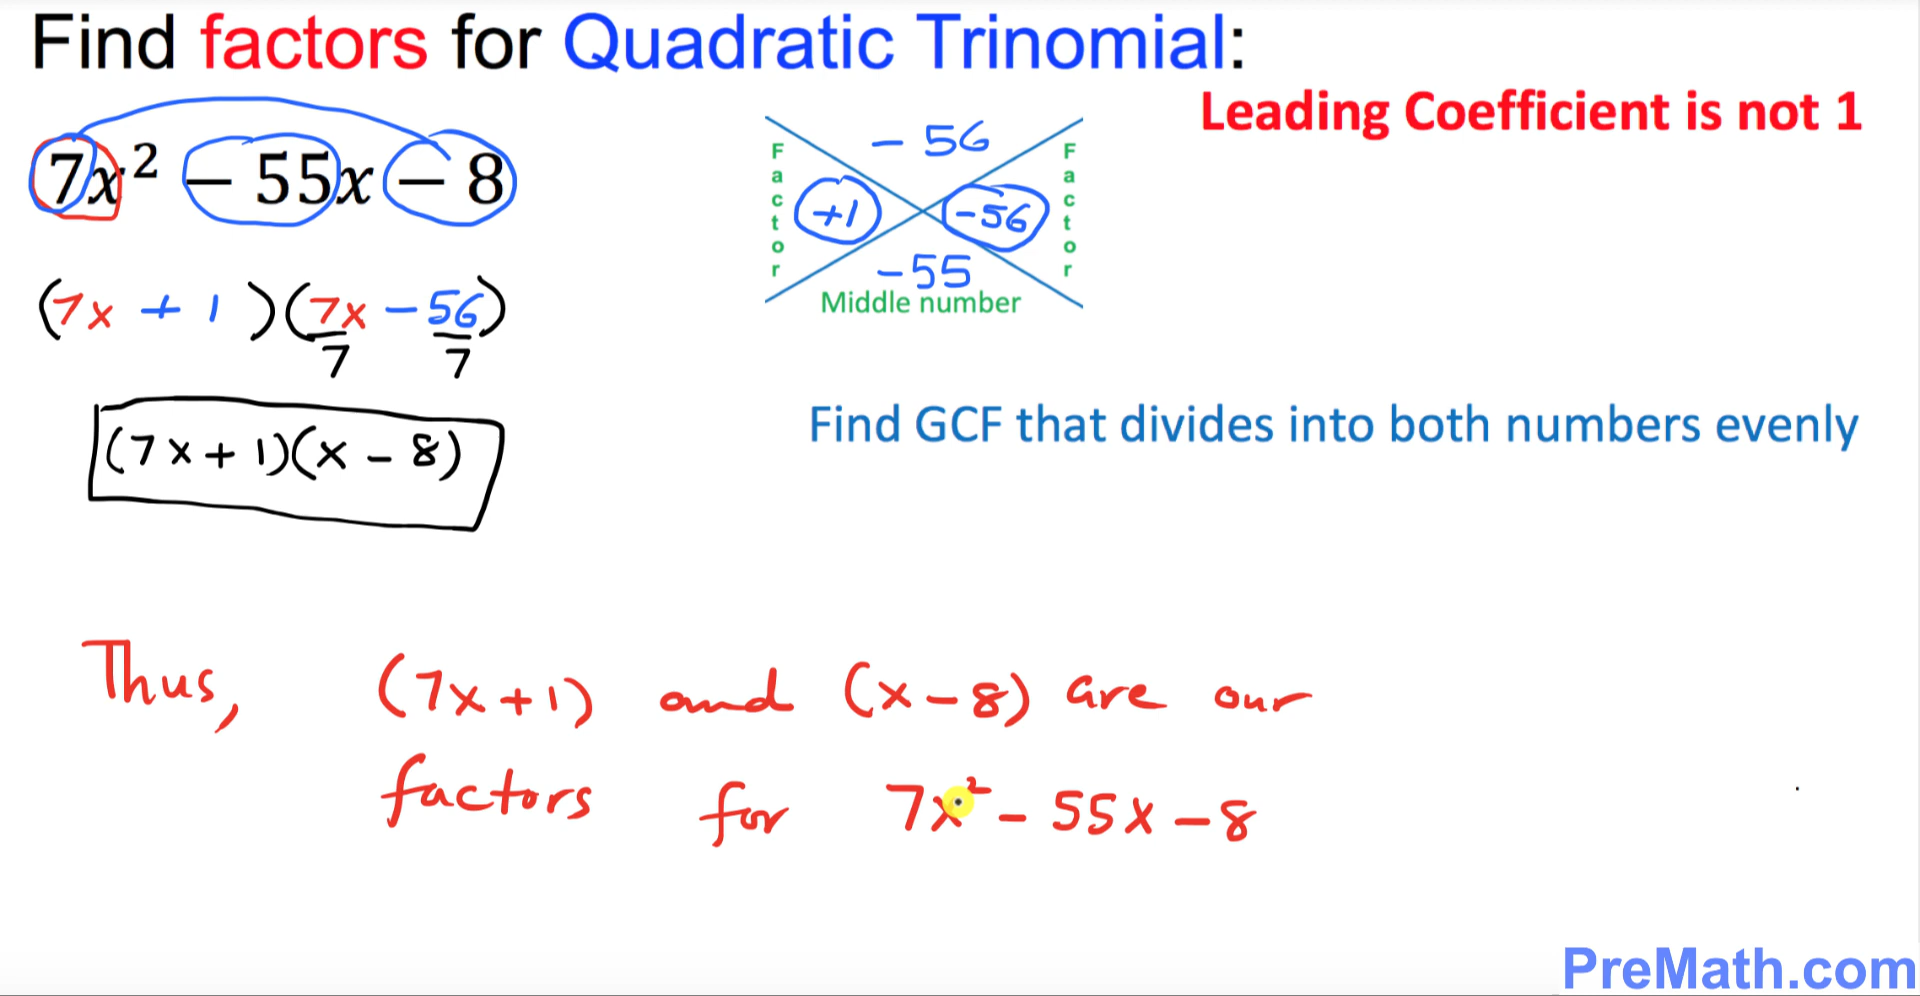 Find factors for Quadratic Trinomial:
Leading Coefficient is not 1
7x² − 55x − 8
− 56
Factor
+1
−56
Factor
−55
Middle number
(7x + 1)(7x − 56)
7 7
(7x + 1)(x − 8)
Find GCF that divides into both numbers evenly
Thus, (7x+1) and (x−8) are our
factors for 7x² − 55x − 8
PreMath.com